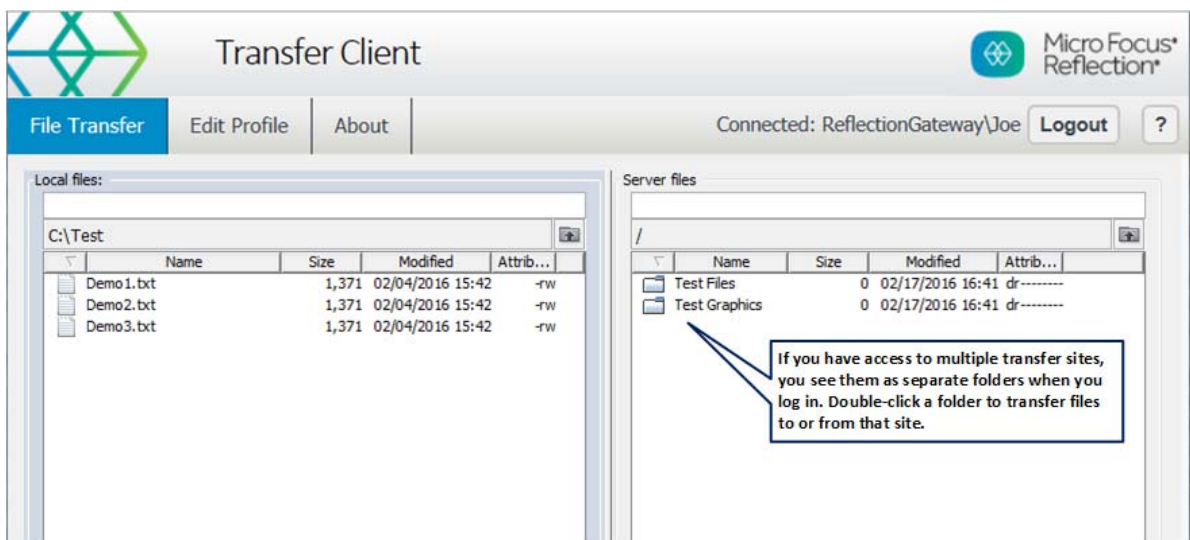 Transfer Client
Micro Focus
Reflection
File Transfer Edit Profile About Connected: ReflectionGateway\Joe Logout ?
Local files:
C:\Test
Name Size Modified Attrib...
Demo1.txt 1,371 02/04/2016 15:42 -rw
Demo2.txt 1,371 02/04/2016 15:42 -rw
Demo3.txt 1,371 02/04/2016 15:42 -rw
Server files
/
Name Size Modified Attrib...
Test Files 0 02/17/2016 16:41 dr--------
Test Graphics 0 02/17/2016 16:41 dr--------
If you have access to multiple transfer sites,
you see them as separate folders when you
log in. Double-click a folder to transfer files
to or from that site.